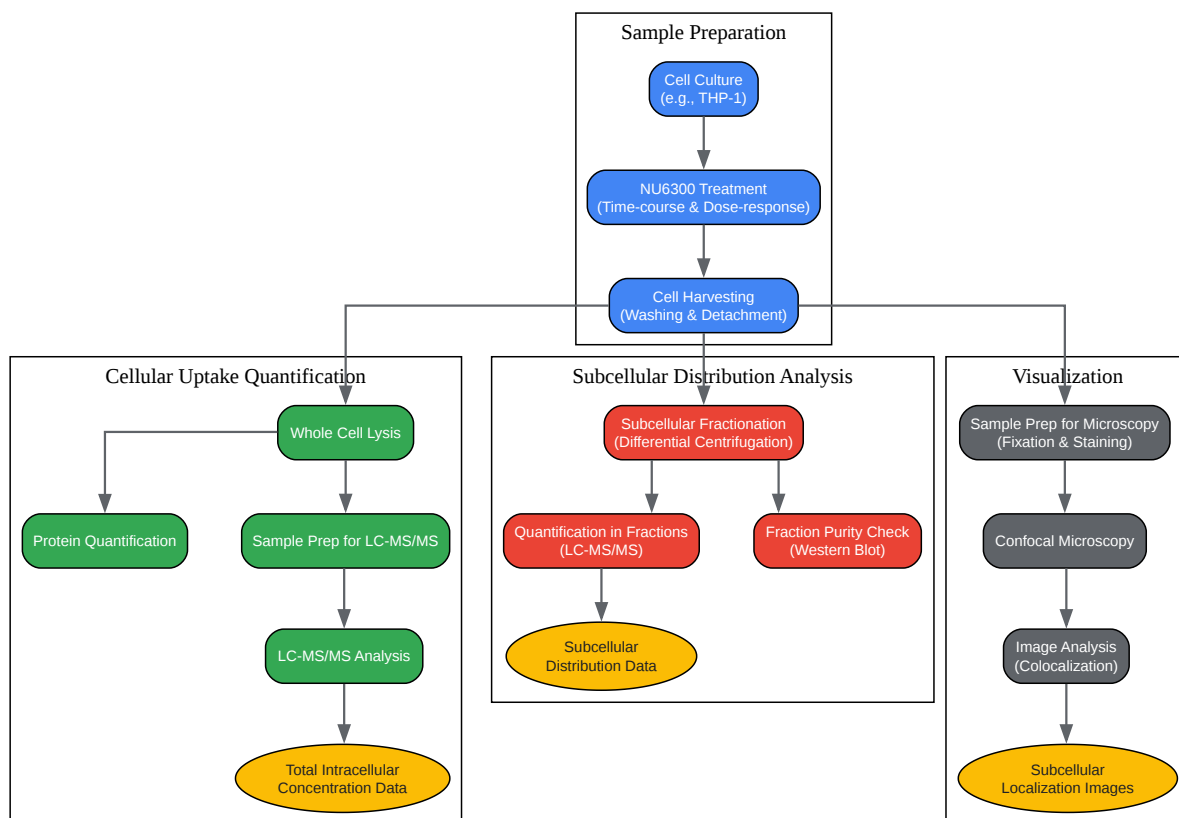 Sample Preparation
Cell Culture
(e.g., THP-1)
NU6300 Treatment
(Time-course & Dose-response)
Cell Harvesting
(Washing & Detachment)
Cellular Uptake Quantification
Whole Cell Lysis
Protein Quantification
Sample Prep for LC-MS/MS
LC-MS/MS Analysis
Total Intracellular
Concentration Data
Subcellular Distribution Analysis
Subcellular Fractionation
(Differential Centrifugation)
Quantification in Fractions
(LC-MS/MS)
Fraction Purity Check
(Western Blot)
Subcellular
Distribution Data
Visualization
Sample Prep for Microscopy
(Fixation & Staining)
Confocal Microscopy
Image Analysis
(Colocalization)
Subcellular
Localization Images